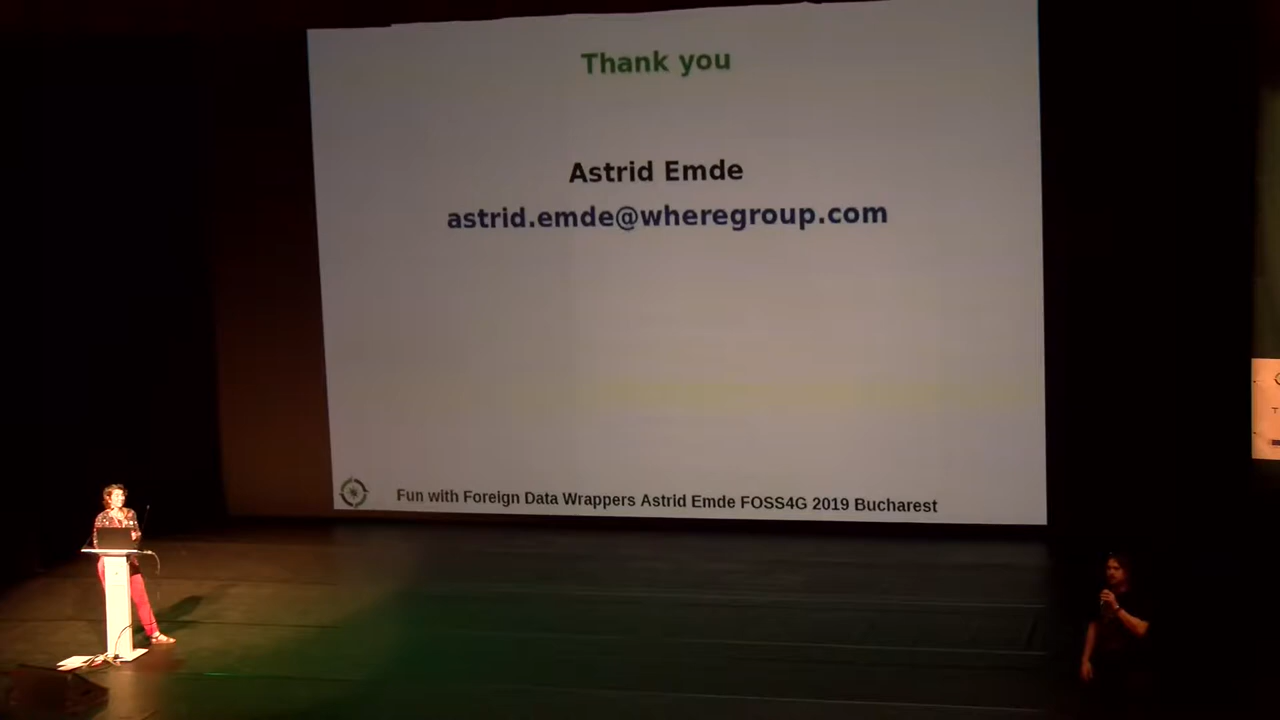 Thank you
Astrid Emde
astrid.emde@wheregroup.com
Fun with Foreign Data Wrappers Astrid Emde FOSS4G 2019 Bucharest